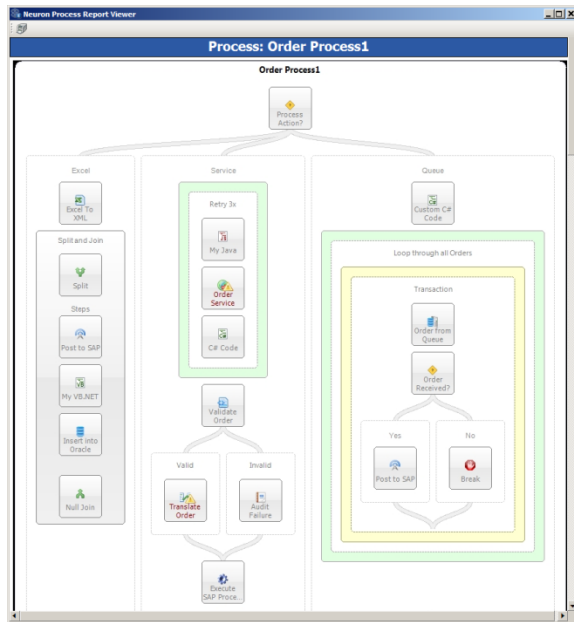 Neuron Process Report Viewer
Process: Order Process1
Order Process1
Process
Action?
Excel
Excel To
XML
Split and Join
Split
Steps
Post to SAP
My VB.NET
Insert into
Oracle
Null Join
Service
Retry 3x
My Java
Order
Service
C# Code
Validate
Order
Valid
Translate
Order
Invalid
Audit
Failure
Execute
SAP Proce...
Queue
Custom C#
Code
Loop through all Orders
Transaction
Order from
Queue
Order
Received?
Yes
Post to SAP
No
Break